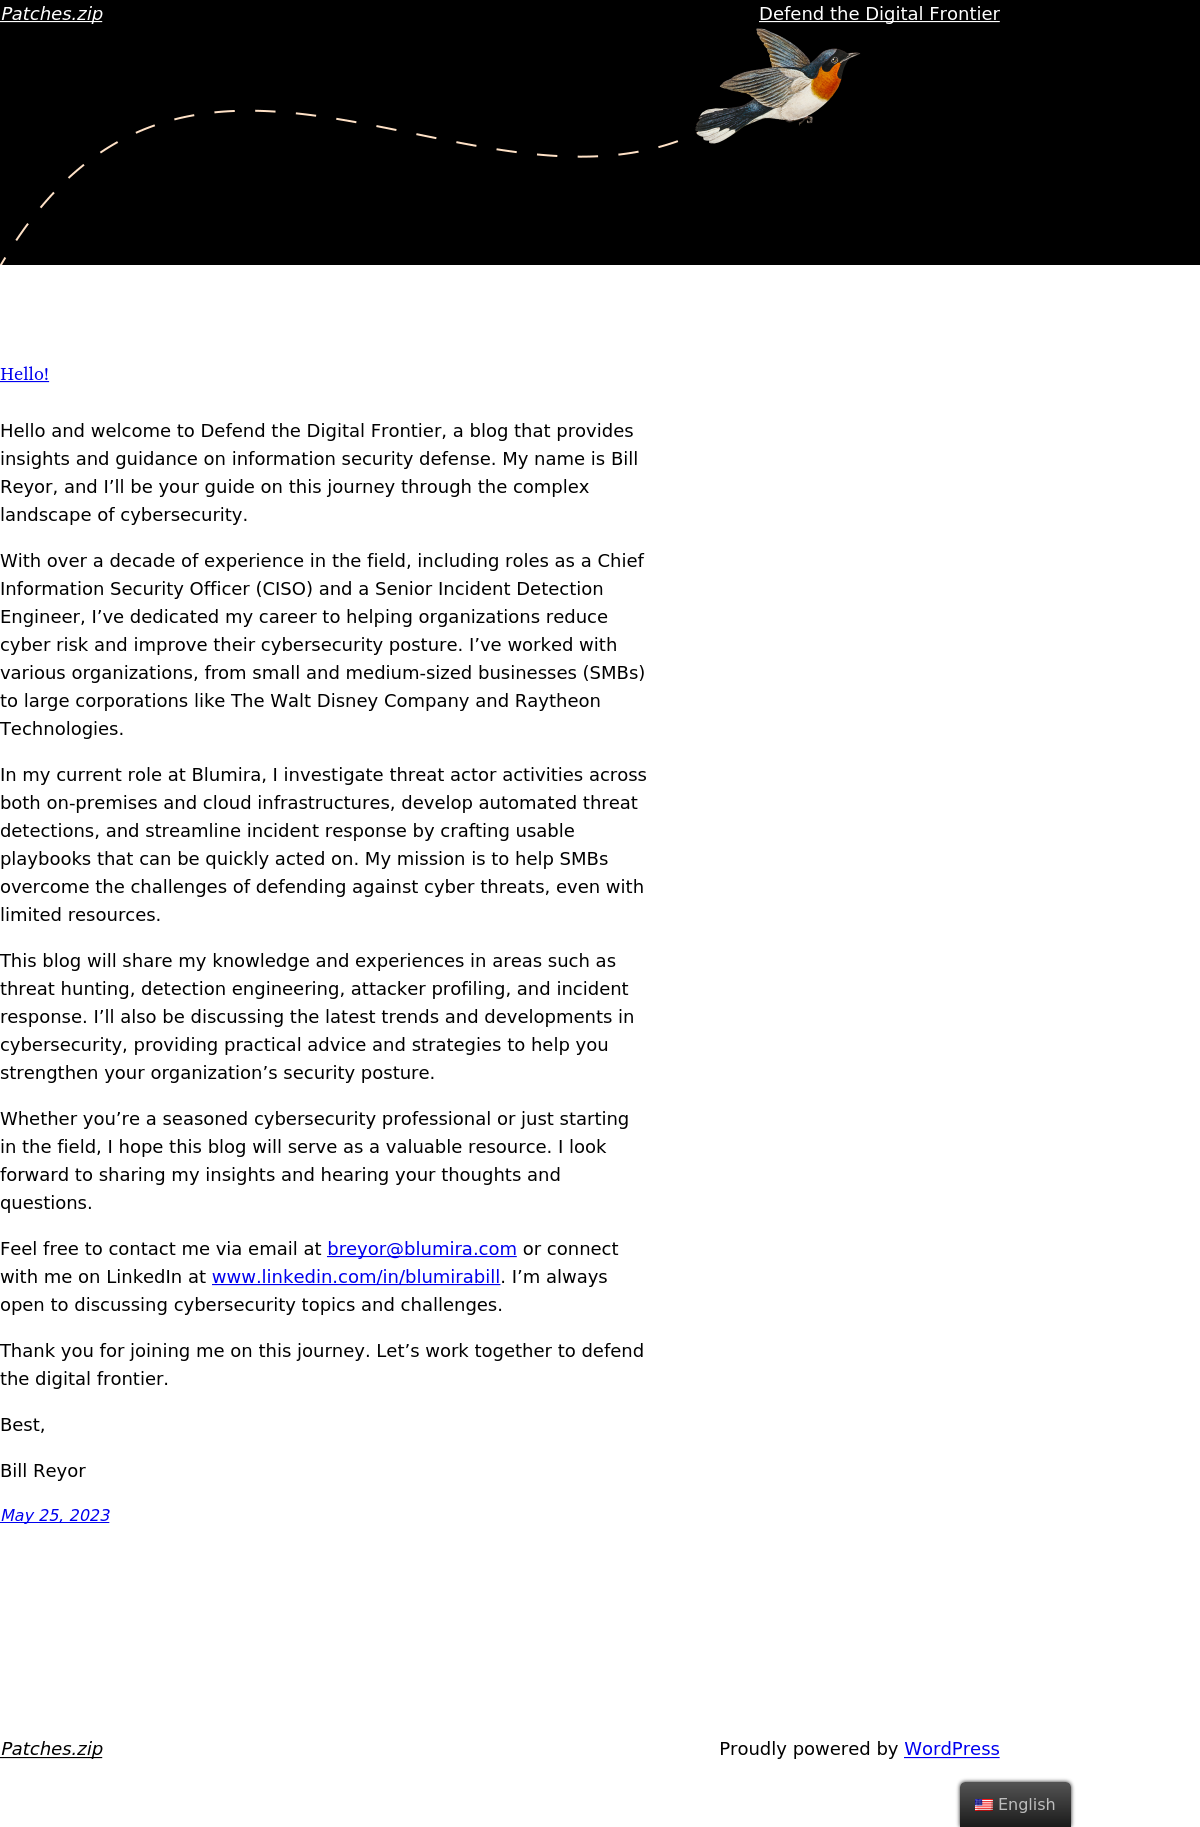 Patches.zip
Defend the Digital Frontier
Hello!
Hello and welcome to Defend the Digital Frontier, a blog that provides
insights and guidance on information security defense. My name is Bill
Reyor, and I’ll be your guide on this journey through the complex
landscape of cybersecurity.
With over a decade of experience in the field, including roles as a Chief
Information Security Officer (CISO) and a Senior Incident Detection
Engineer, I’ve dedicated my career to helping organizations reduce
cyber risk and improve their cybersecurity posture. I’ve worked with
various organizations, from small and medium-sized businesses (SMBs)
to large corporations like The Walt Disney Company and Raytheon
Technologies.
In my current role at Blumira, I investigate threat actor activities across
both on-premises and cloud infrastructures, develop automated threat
detections, and streamline incident response by crafting usable
playbooks that can be quickly acted on. My mission is to help SMBs
overcome the challenges of defending against cyber threats, even with
limited resources.
This blog will share my knowledge and experiences in areas such as
threat hunting, detection engineering, attacker profiling, and incident
response. I’ll also be discussing the latest trends and developments in
cybersecurity, providing practical advice and strategies to help you
strengthen your organization’s security posture.
Whether you’re a seasoned cybersecurity professional or just starting
in the field, I hope this blog will serve as a valuable resource. I look
forward to sharing my insights and hearing your thoughts and
questions.
Feel free to contact me via email at breyor@blumira.com or connect
with me on LinkedIn at www.linkedin.com/in/blumirabill. I’m always
open to discussing cybersecurity topics and challenges.
Thank you for joining me on this journey. Let’s work together to defend
the digital frontier.
Best,
Bill Reyor
May 25, 2023
Patches.zip
Proudly powered by WordPress
English